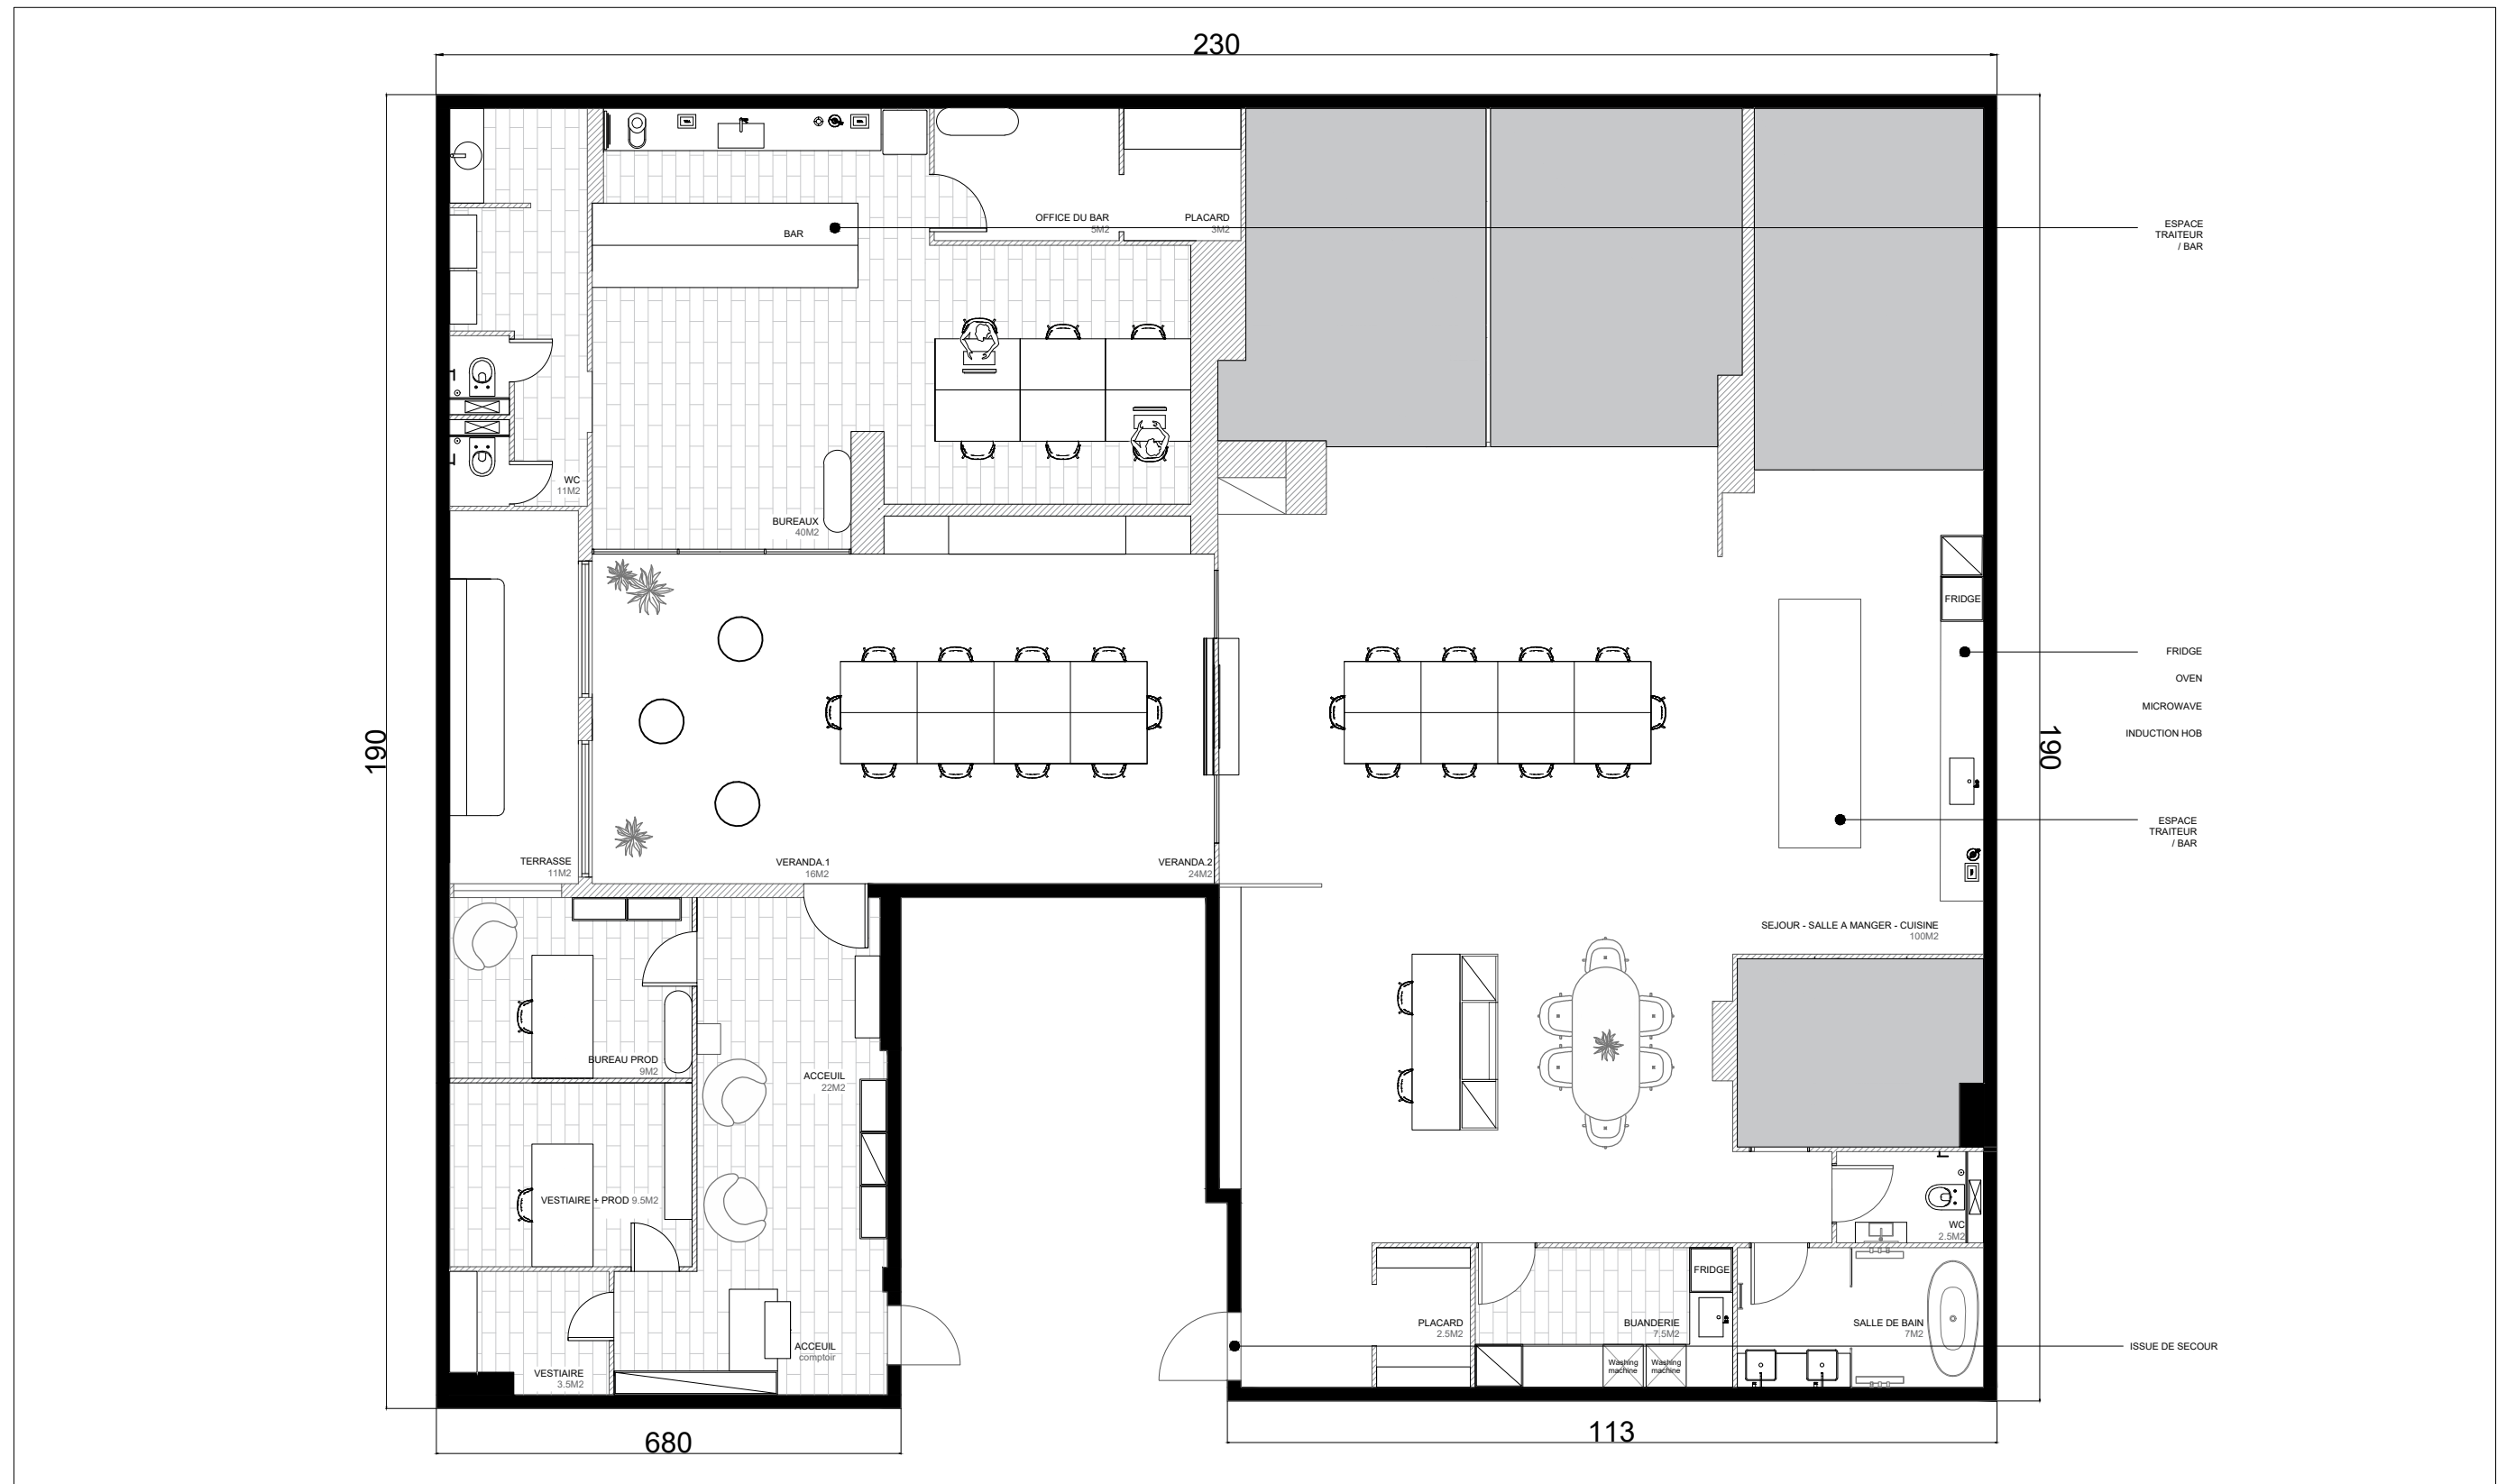 230
OFFICE DU BAR
5M2
PLACARD
3M2
ESPACE
TRAITEUR
/ BAR
BAR
WC
11M2
BUREAUX
40M2
FRIDGE
FRIDGE
OVEN
MICROWAVE
INDUCTION HOB
190
190
ESPACE
TRAITEUR
/ BAR
TERRASSE
11M2
VERANDA.1
16M2
VERANDA.2
24M2
SEJOUR - SALLE A MANGER - CUISINE
100M2
BUREAU PROD
9M2
ACCEUIL
22M2
VESTIAIRE + PROD 9.5M2
WC
2.5M2
FRIDGE
PLACARD
2.5M2
BUANDERIE
7.5M2
SALLE DE BAIN
7M2
ACCEUIL
comptoir
ISSUE DE SECOUR
Washing
machine
Washing
machine
VESTIAIRE
3.5M2
680
113